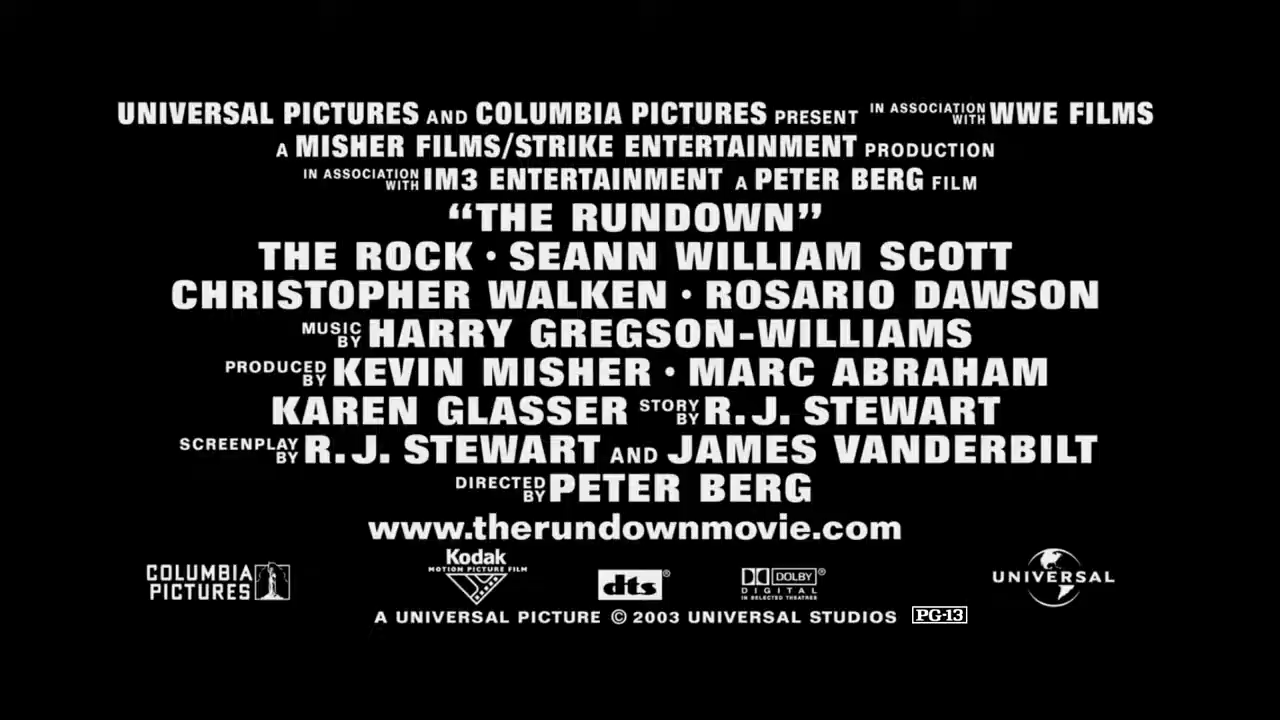 UNIVERSAL PICTURES AND COLUMBIA PICTURES PRESENT IN ASSOCIATION WITH WWE FILMS
A MISHER FILMS/STRIKE ENTERTAINMENT PRODUCTION
IN ASSOCIATION WITH IM3 ENTERTAINMENT A PETER BERG FILM
“THE RUNDOWN”
THE ROCK • SEANN WILLIAM SCOTT
CHRISTOPHER WALKEN • ROSARIO DAWSON
MUSIC BY HARRY GREGSON-WILLIAMS
PRODUCED BY KEVIN MISHER • MARC ABRAHAM
KAREN GLASSER STORY BY R.J. STEWART
SCREENPLAY BY R.J. STEWART AND JAMES VANDERBILT
DIRECTED BY PETER BERG
www.therundownmovie.com
COLUMBIA PICTURES
Kodak
MOTION PICTURE FILM
dts®
DOLBY®
DIGITAL
IN SELECTED THEATRES
UNIVERSAL
A UNIVERSAL PICTURE © 2003 UNIVERSAL STUDIOS PG-13